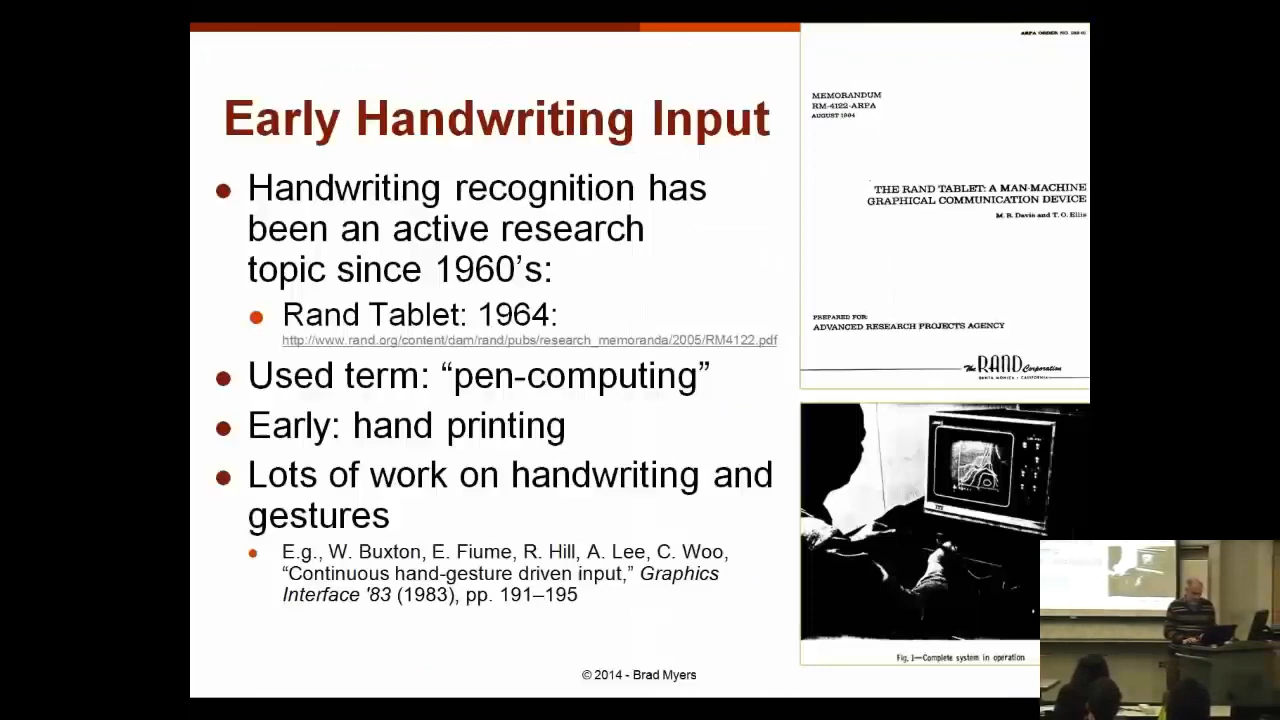 Early Handwriting Input
Handwriting recognition has
been an active research
topic since 1960's:
Rand Tablet: 1964:
http://www.rand.org/content/dam/rand/pubs/research_memoranda/2005/RM4122.pdf
Used term: “pen-computing”
Early: hand printing
Lots of work on handwriting and
gestures
E.g., W. Buxton, E. Fiume, R. Hill, A. Lee, C. Woo,
“Continuous hand-gesture driven input,” Graphics
Interface '83 (1983), pp. 191–195
© 2014 - Brad Myers
ARPA ORDER NO.
MEMORANDUM
RM-4122-ARPA
AUGUST 1964
THE RAND TABLET: A MAN-MACHINE
GRAPHICAL COMMUNICATION DEVICE
M. R. Davis and T. O. Ellis
PREPARED FOR:
ADVANCED RESEARCH PROJECTS AGENCY
The RAND Corporation
SANTA MONICA • CALIFORNIA
Fig. 1—Complete system in operation